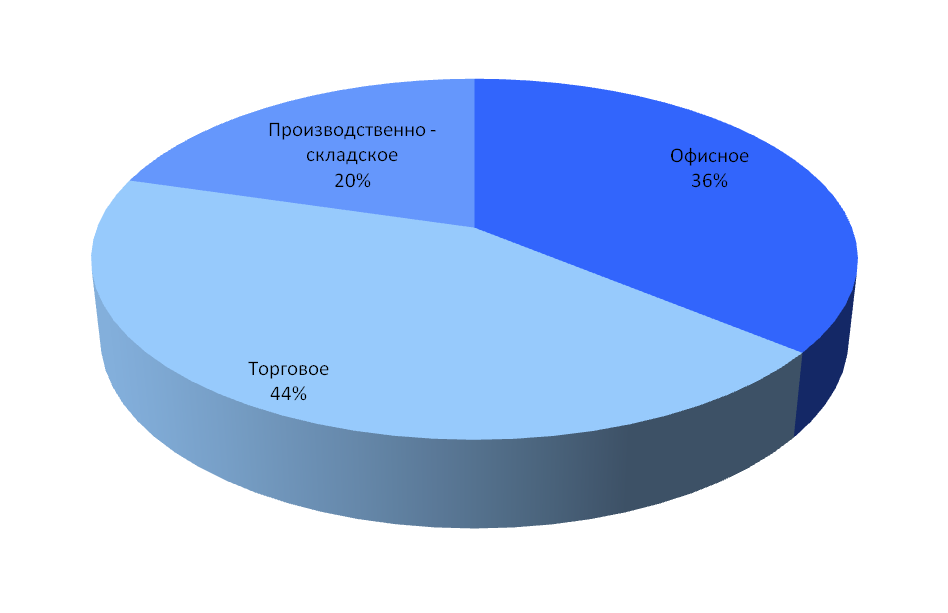 Производственно -
складское
20%
Офисное
36%
Торговое
44%